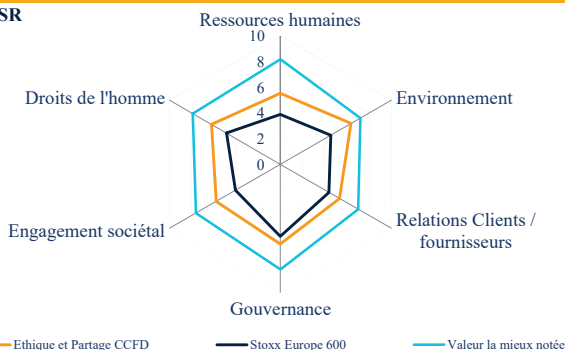 SR
Ressources humaines
10
8
6
4
2
0
Droits de l'homme
Environnement
Engagement sociétal
Relations Clients /
fournisseurs
Gouvernance
Ethique et Partage CCFD
Stoxx Europe 600
Valeur la mieux notée